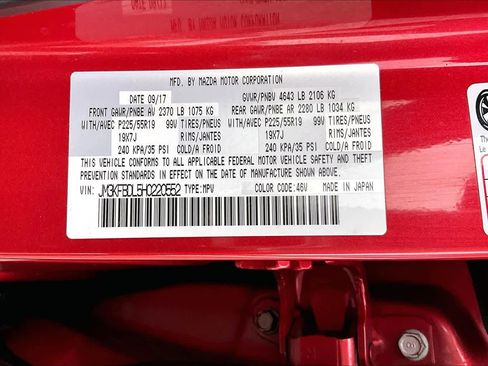 MFD. BY MAZDA MOTOR CORPORATION
DATE 09/17 GVWR/PNBV 4643 LB 2106 KG
FRONT GAWR/PNBE AV 2370 LB 1075 KG REAR GAWR/PNBE AR 2280 LB 1034 KG
WITH/AVEC P225/55R19 99V TIRES/PNEUS WITH/AVEC P225/55R19 99V TIRES/PNEUS
19X7J RIMS/JANTES 19X7J RIMS/JANTES
240 KPA/35 PSI COLD/A FROID 240 KPA/35 PSI COLD/A FROID
THIS VEHICLE CONFORMS TO ALL APPLICABLE FEDERAL MOTOR VEHICLE SAFETY AND THEFT
PREVENTION STANDARDS IN EFFECT ON THE DATE OF MANUFACTURE SHOWN ABOVE.
VIN: JM3KFBDL5H0220552 TYPE:MPV COLOR CODE:46V MADE IN JAPAN